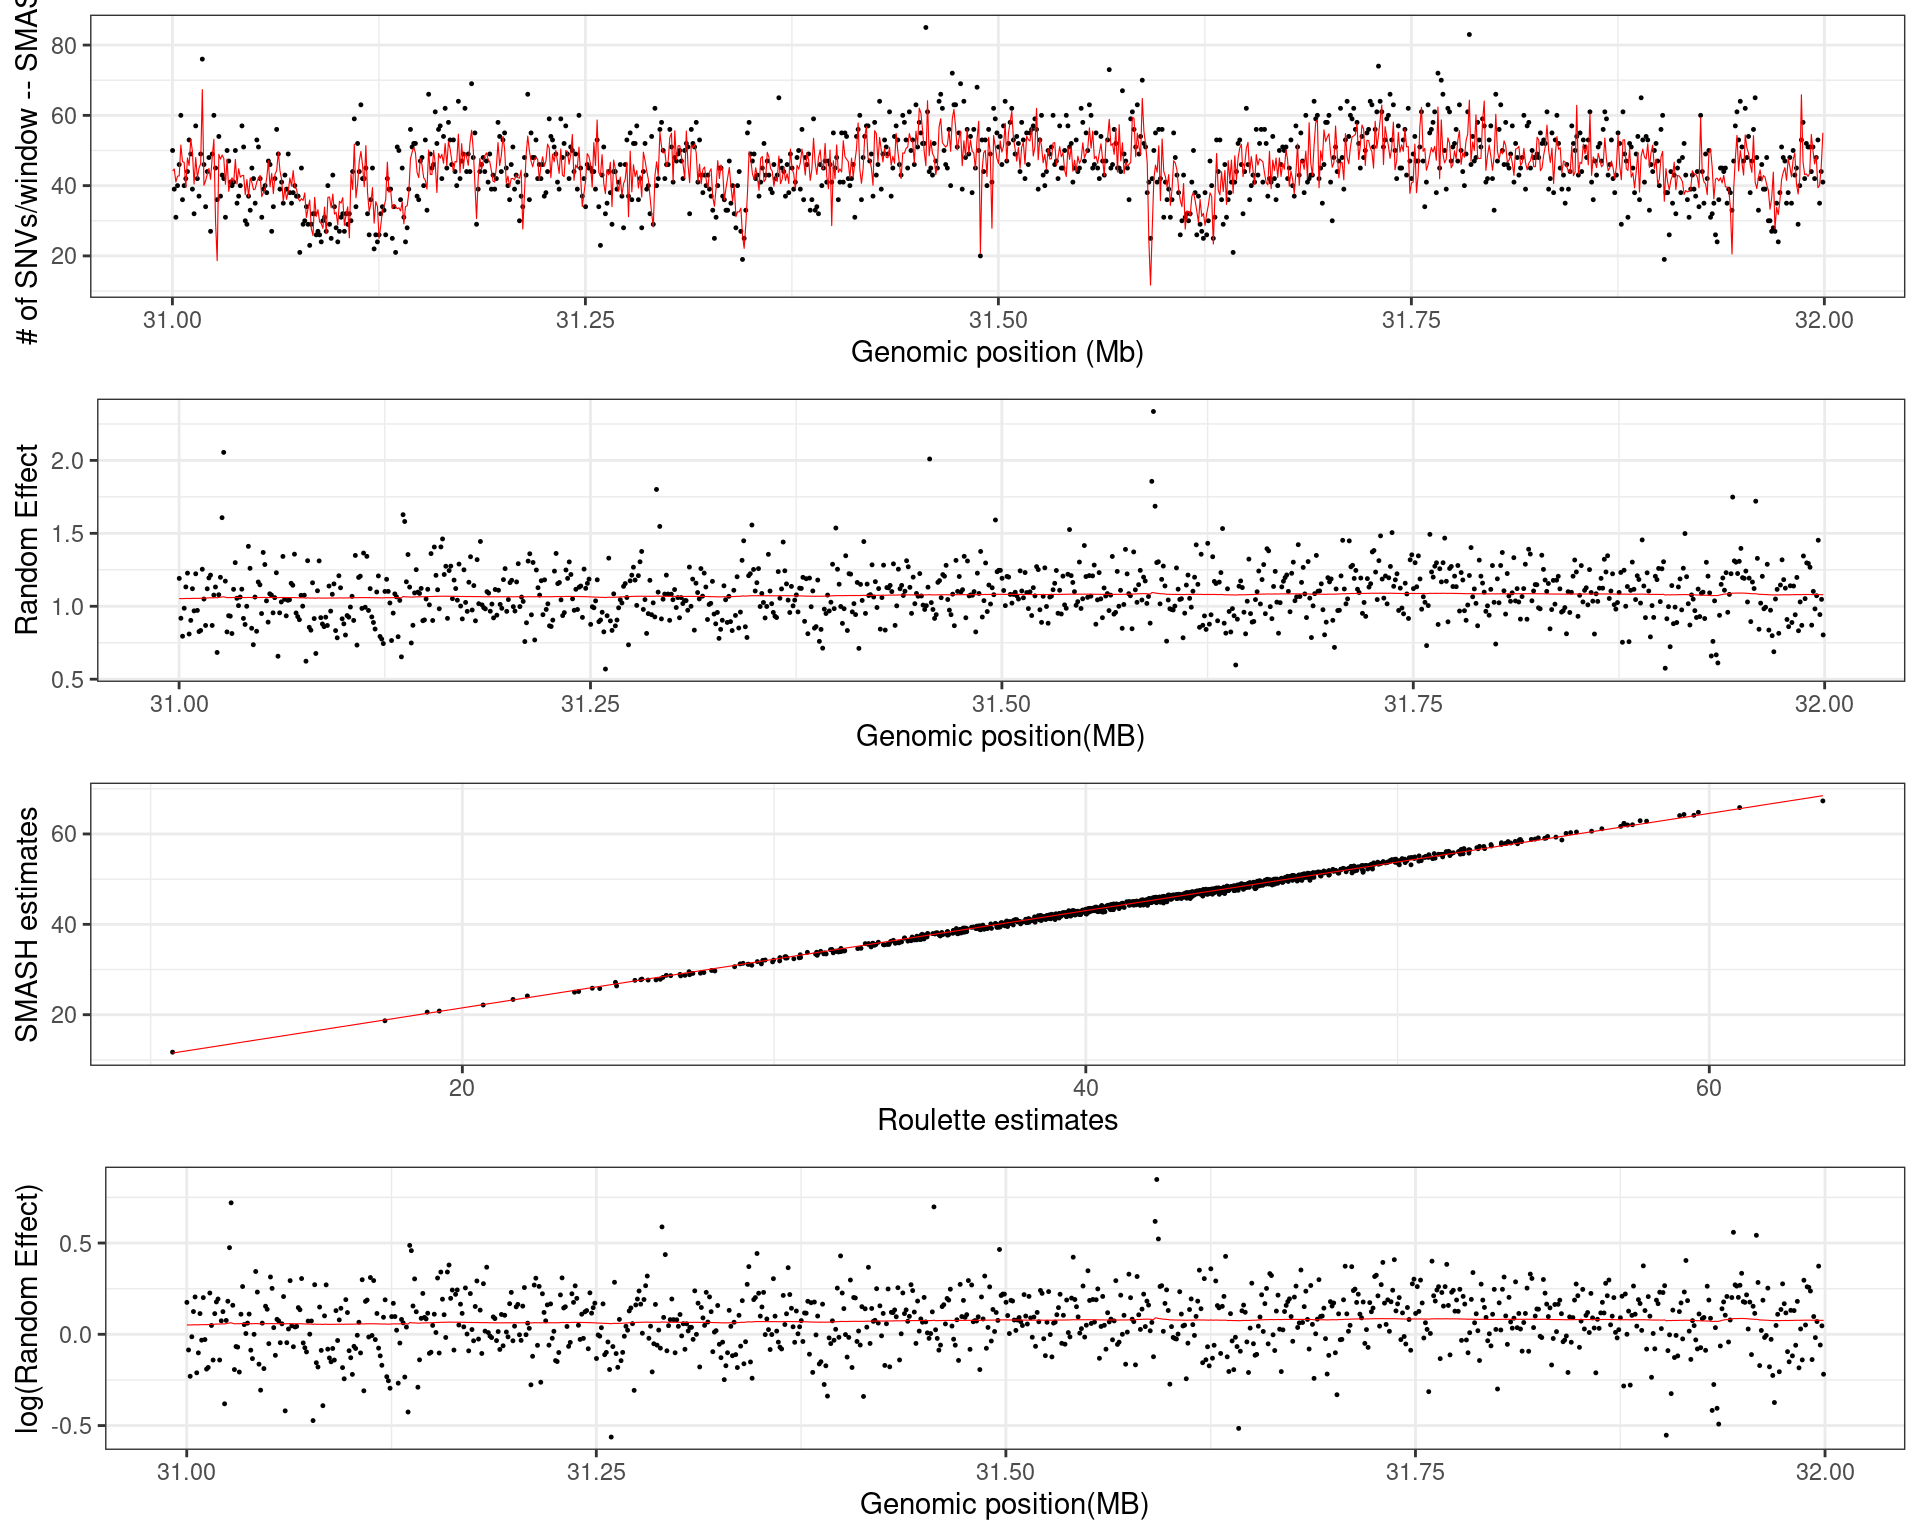 # of SNVs/window -- SMAS
80
60
40
20
31.00 31.25 31.50 31.75 32.00
Genomic position (Mb)
Random Effect
2.0
1.5
1.0
0.5
31.00 31.25 31.50 31.75 32.00
Genomic position(MB)
SMASH estimates
60
40
20
20 40 60
Roulette estimates
log(Random Effect)
0.5
0.0
-0.5
31.00 31.25 31.50 31.75 32.00
Genomic position(MB)